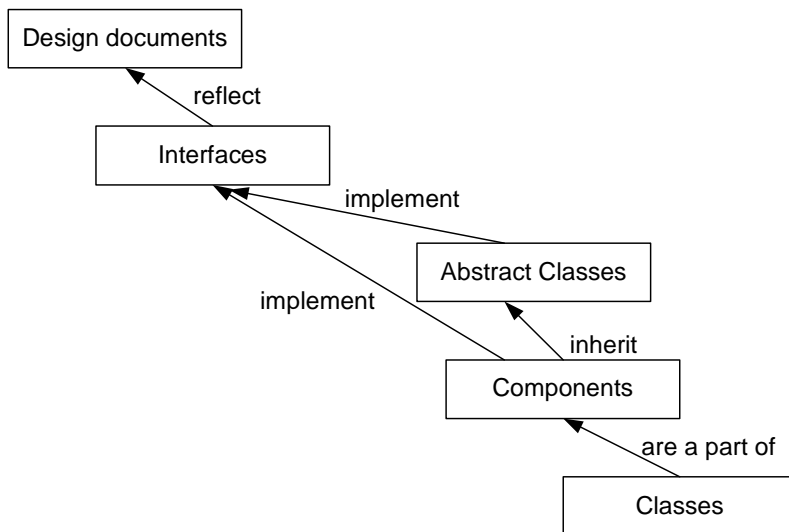 Design documents
reflect
Interfaces
implement
Abstract Classes
implement
inherit
Components
are a part of
Classes